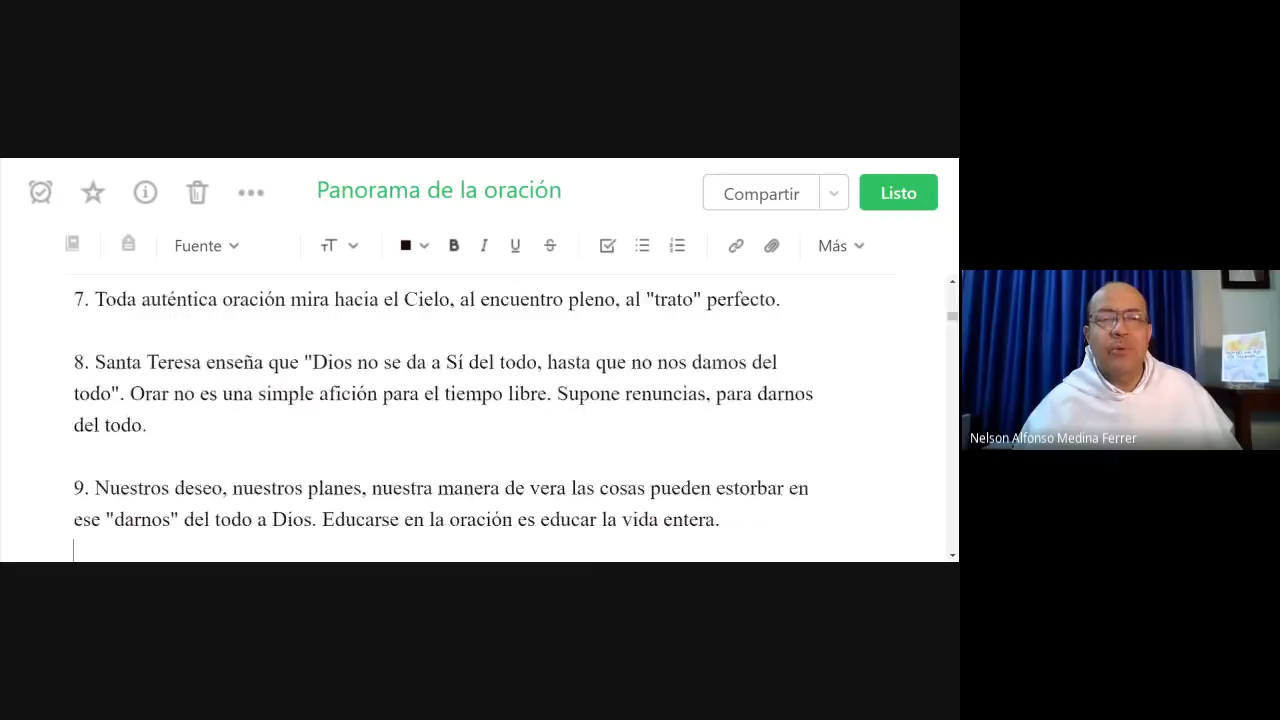 Panorama de la oración
Compartir
Listo
Fuente
B I U S
Más
7. Toda auténtica oración mira hacia el Cielo, al encuentro pleno, al "trato" perfecto.
8. Santa Teresa enseña que "Dios no se da a Sí del todo, hasta que no nos damos del
todo". Orar no es una simple afición para el tiempo libre. Supone renuncias, para darnos
del todo.
9. Nuestros deseo, nuestros planes, nuestra manera de vera las cosas pueden estorbar en
ese "darnos" del todo a Dios. Educarse en la oración es educar la vida entera.
Nelson Alfonso Medina Ferrer